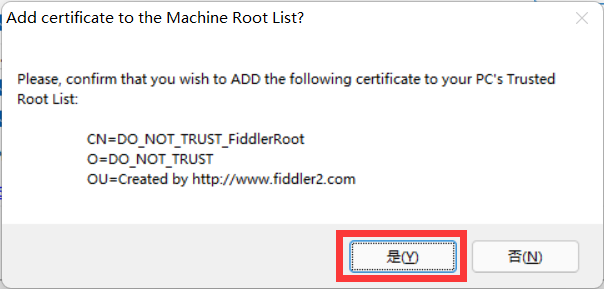 Add certificate to the Machine Root List?
Please, confirm that you wish to ADD the following certificate to your PC's Trusted
Root List:
CN=DO_NOT_TRUST_FiddlerRoot
O=DO_NOT_TRUST
OU=Created by http://www.fiddler2.com
是(Y)
否(N)